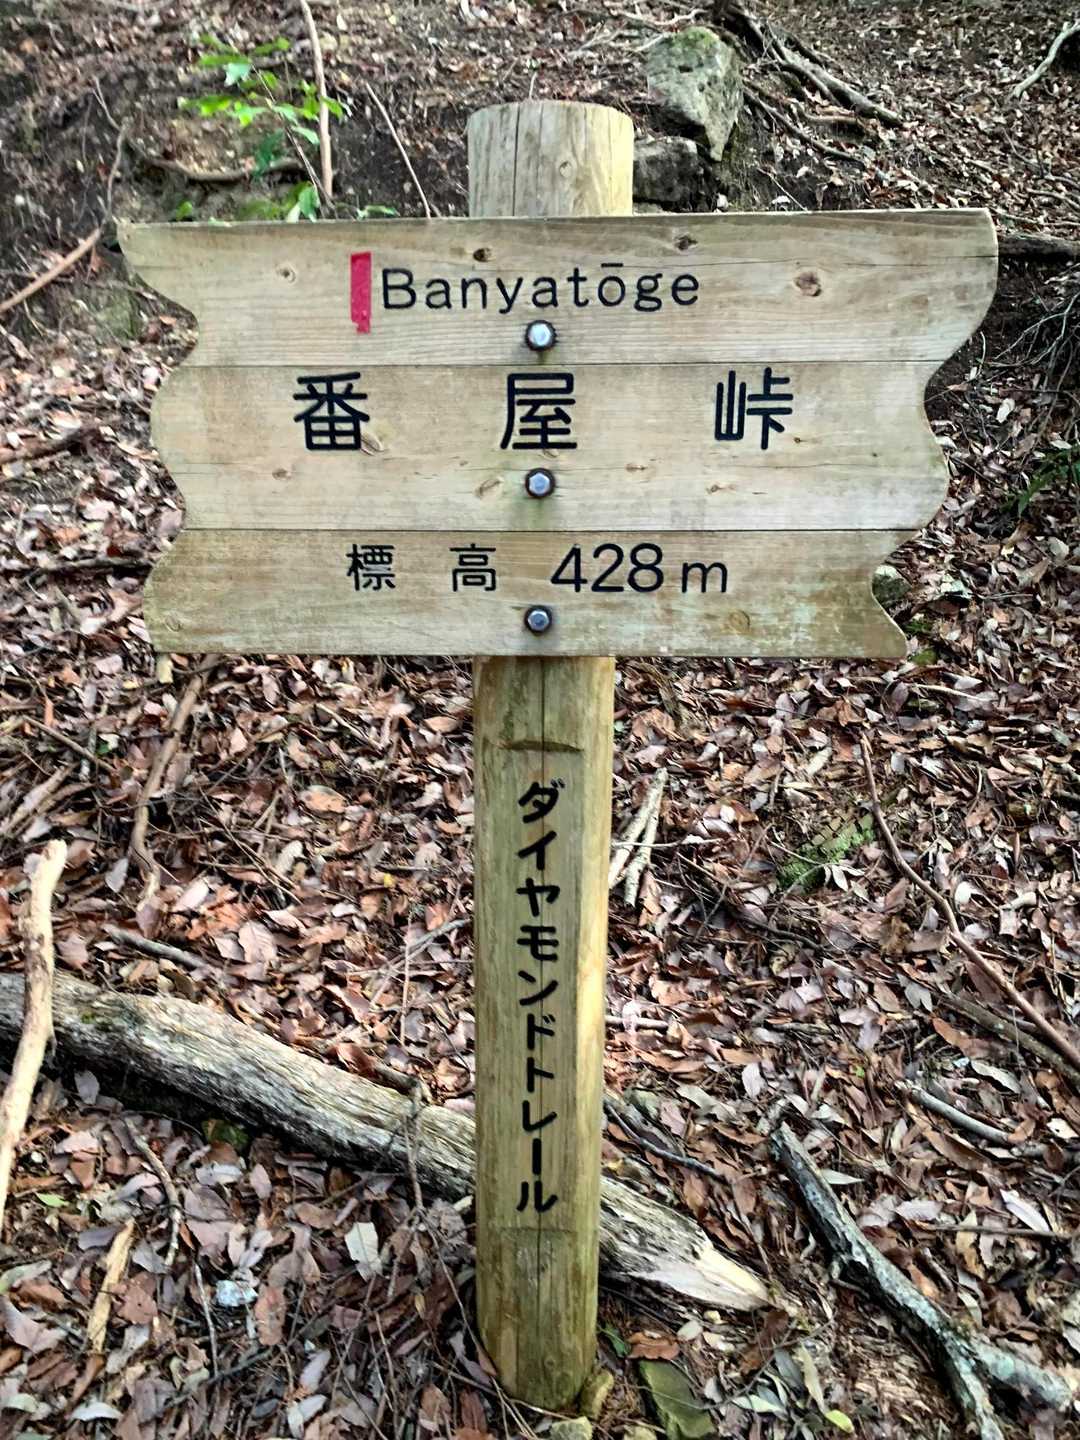 Banyatōge
番屋峠
標高 428m
ダイヤモンドトレール